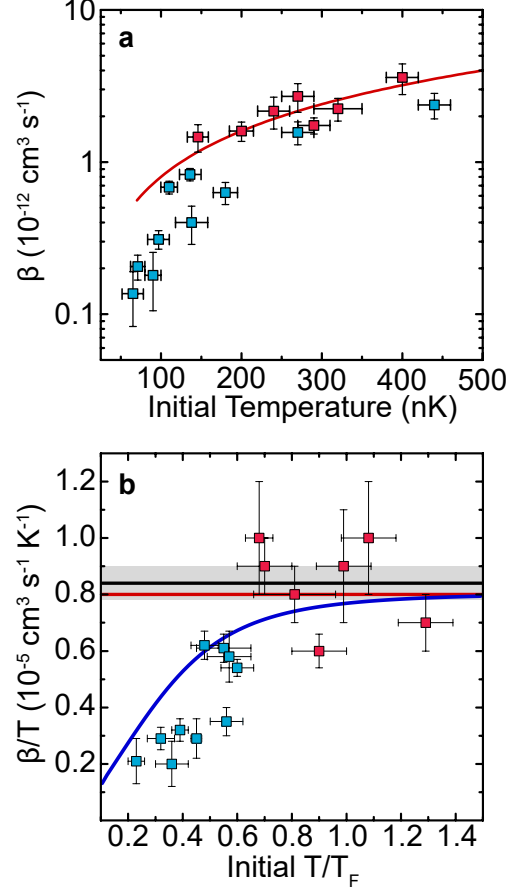 a
10
1
0.1
β (10⁻¹² cm³ s⁻¹)
100 200 300 400 500
Initial Temperature (nK)
b
1.2
1.0
0.8
0.6
0.4
0.2
β/T (10⁻⁵ cm³ s⁻¹ K⁻¹)
0.2 0.4 0.6 0.8 1.0 1.2 1.4
Initial T/T_F